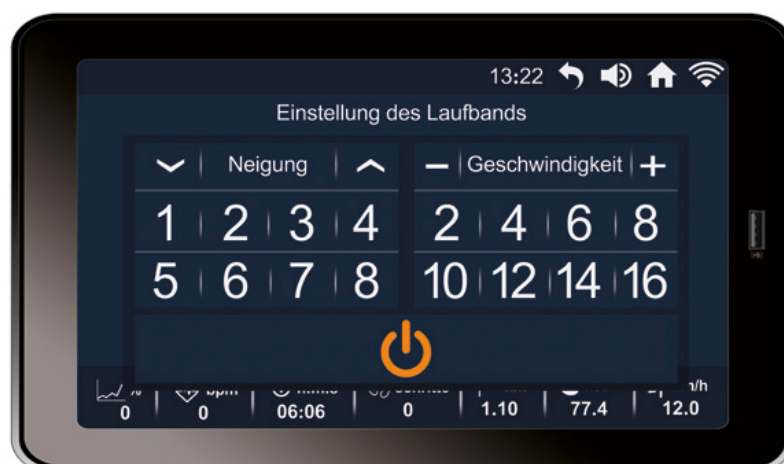 13:22
Einstellung des Laufbands
Neigung
− Geschwindigkeit +
1 2 3 4
2 4 6 8
5 6 7 8
10 12 14 16
% bpm
0 0 06:06 0 1.10 77.4 12.0